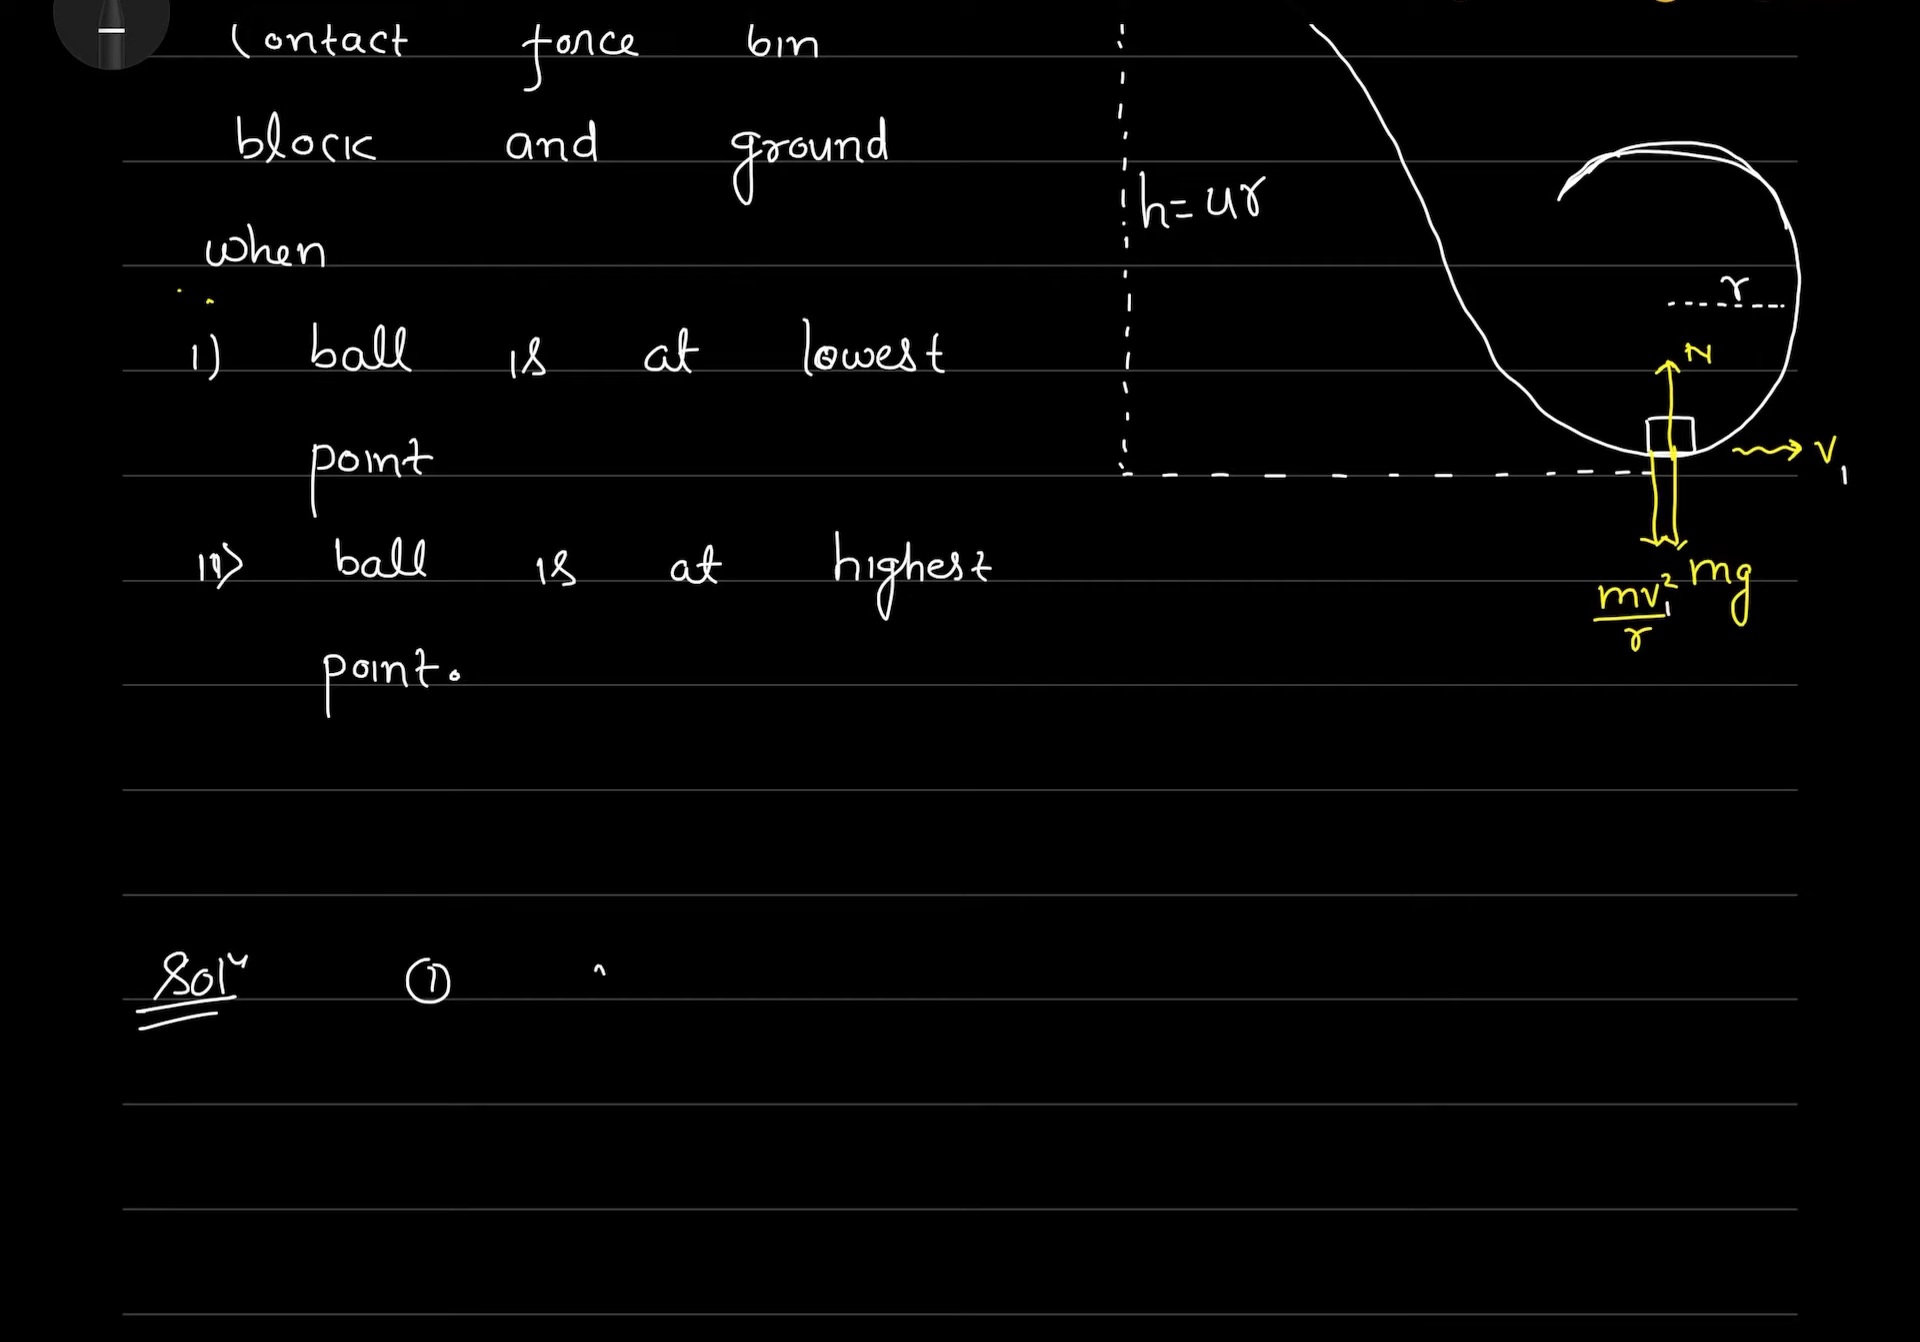 Contact force b/n
block and ground
when
i) ball is at lowest
point
ii) ball is at highest
point.
h = 4r
r
N
v₁
mg
mv₁²/r
Solⁿ ①